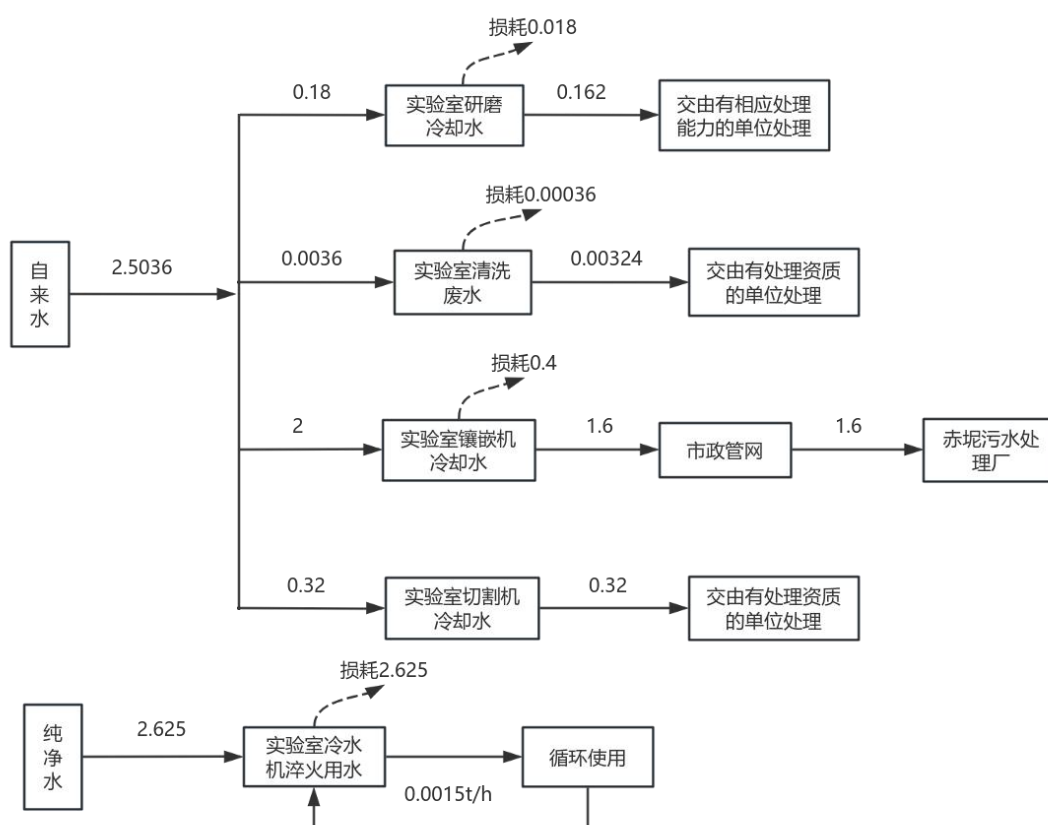 损耗0.018
0.18
实验室研磨
冷却水
0.162
交由有相应处理
能力的单位处理
损耗0.00036
自
来
水
2.5036
0.0036
实验室清洗
废水
0.00324
交由有处理资质
的单位处理
损耗0.4
2
实验室镶嵌机
冷却水
1.6
市政管网
1.6
赤坭污水处
理厂
0.32
实验室切割机
冷却水
0.32
交由有处理资质
的单位处理
损耗2.625
纯
净
水
2.625
实验室冷水
机淬火用水
0.0015t/h
循环使用